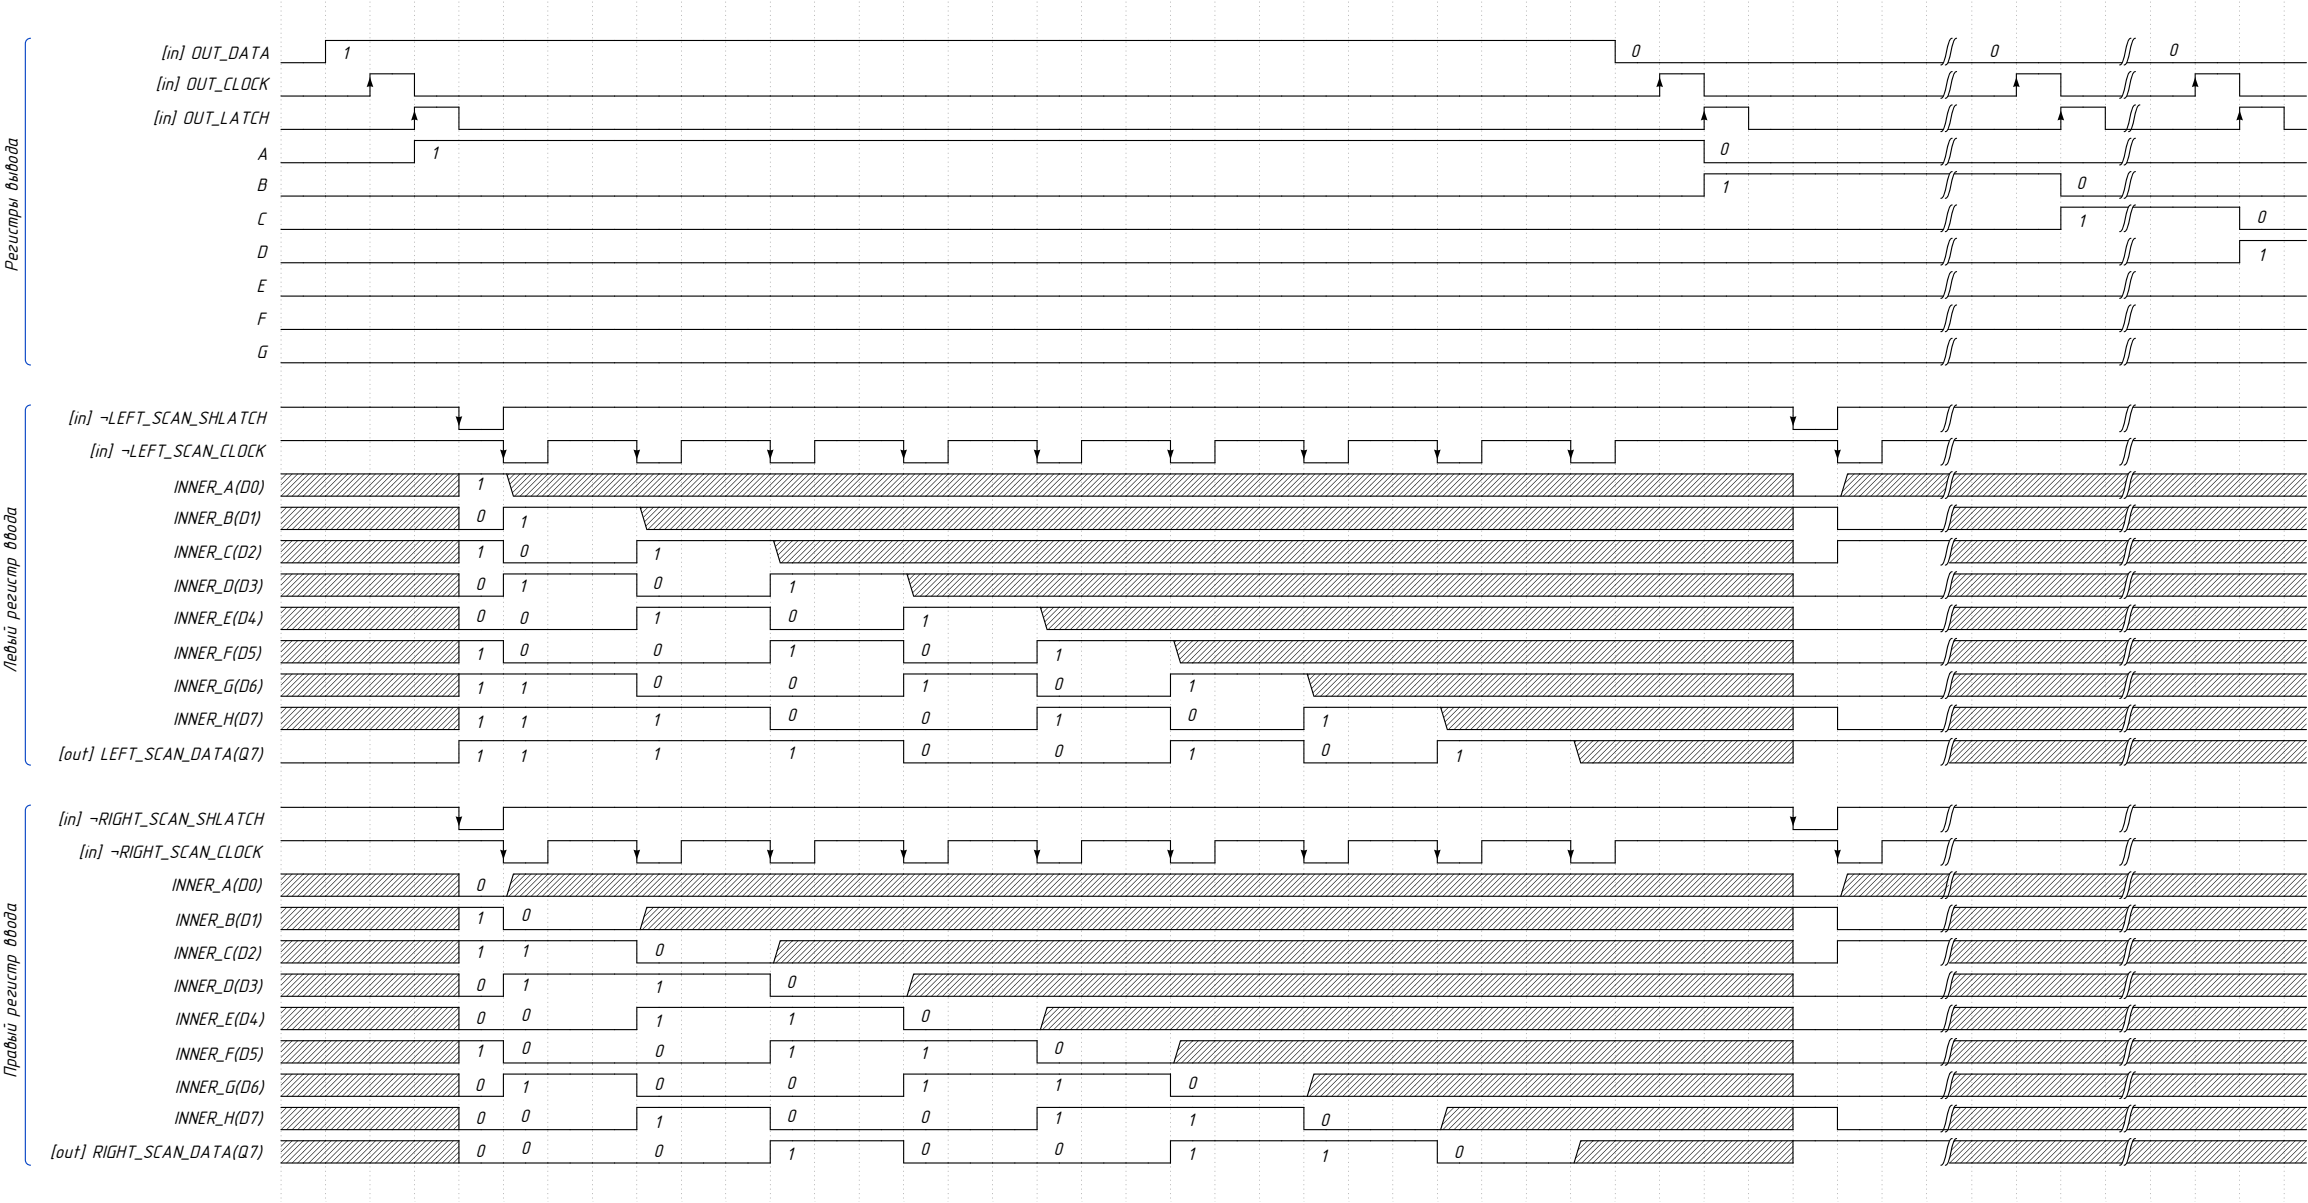 Регистры вывода
[in] OUT_DATA 1 0 0 0
[in] OUT_CLOCK
[in] OUT_LATCH
A 1 0
B 1 0
C 1 0
D 1
E
F
G
Левый регистр ввода
[in] ¬LEFT_SCAN_SHLATCH
[in] ¬LEFT_SCAN_CLOCK
INNER_A(D0) 1
INNER_B(D1) 0 1
INNER_C(D2) 1 0 1
INNER_D(D3) 0 1 0 1
INNER_E(D4) 0 0 1 0 1
INNER_F(D5) 1 0 0 1 0 1
INNER_G(D6) 1 1 0 0 1 0 1
INNER_H(D7) 1 1 1 0 0 1 0 1
[out] LEFT_SCAN_DATA(Q7) 1 1 1 1 0 0 1 0 1
Правый регистр ввода
[in] ¬RIGHT_SCAN_SHLATCH
[in] ¬RIGHT_SCAN_CLOCK
INNER_A(D0) 0
INNER_B(D1) 1 0
INNER_C(D2) 1 1 0
INNER_D(D3) 0 1 1 0
INNER_E(D4) 0 0 1 1 0
INNER_F(D5) 1 0 0 1 1 0
INNER_G(D6) 0 1 0 0 1 1 0
INNER_H(D7) 0 0 1 0 0 1 1 0
[out] RIGHT_SCAN_DATA(Q7) 0 0 0 1 0 0 1 1 0